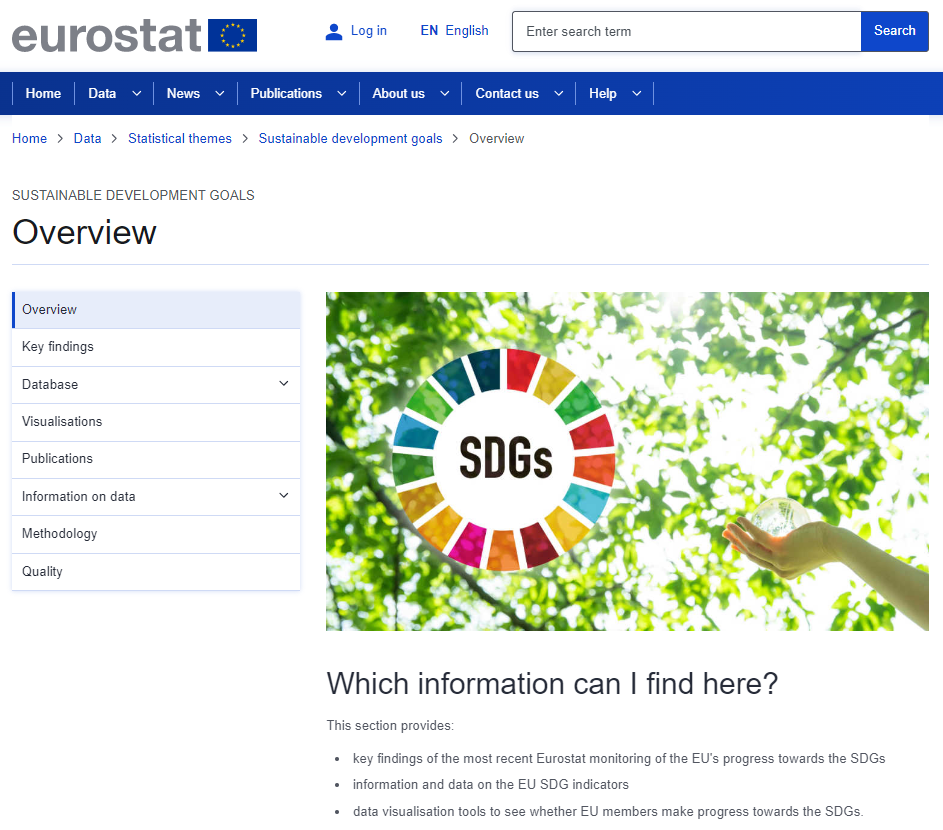 eurostat
Log in
EN English
Enter search term
Search
Home
Data
News
Publications
About us
Contact us
Help
Home > Data > Statistical themes > Sustainable development goals > Overview
SUSTAINABLE DEVELOPMENT GOALS
Overview
Overview
Key findings
Database
Visualisations
Publications
Information on data
Methodology
Quality
SDGs
Which information can I find here?
This section provides:
• key findings of the most recent Eurostat monitoring of the EU's progress towards the SDGs
• information and data on the EU SDG indicators
• data visualisation tools to see whether EU members make progress towards the SDGs.